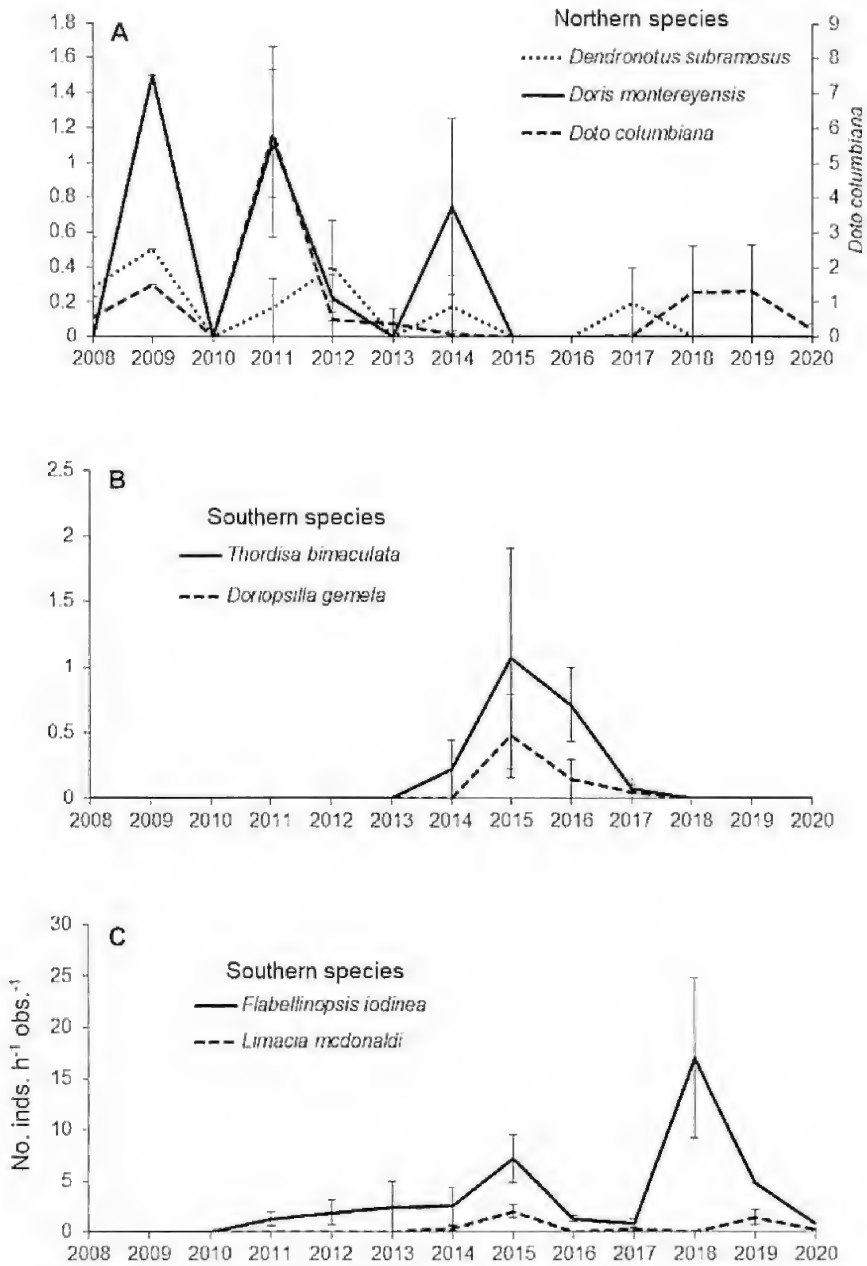 A
Northern species
Dendronotus subramosus
Doris montereyensis
Doto columbiana
1.8
1.6
1.4
1.2
1
0.8
0.6
0.4
0.2
0
9
8
7
6
5
4
3
2
1
0
Doto columbiana
2008 2009 2010 2011 2012 2013 2014 2015 2016 2017 2018 2019 2020
B
Southern species
Thordisa bimaculata
Doriopsilla gemela
2.5
2
1.5
1
0.5
0
2008 2009 2010 2011 2012 2013 2014 2015 2016 2017 2018 2019 2020
C
Southern species
Flabellinopsis iodinea
Limacia mcdonaldi
No. inds. h⁻¹ obs.⁻¹
30
25
20
15
10
5
0
2008 2009 2010 2011 2012 2013 2014 2015 2016 2017 2018 2019 2020